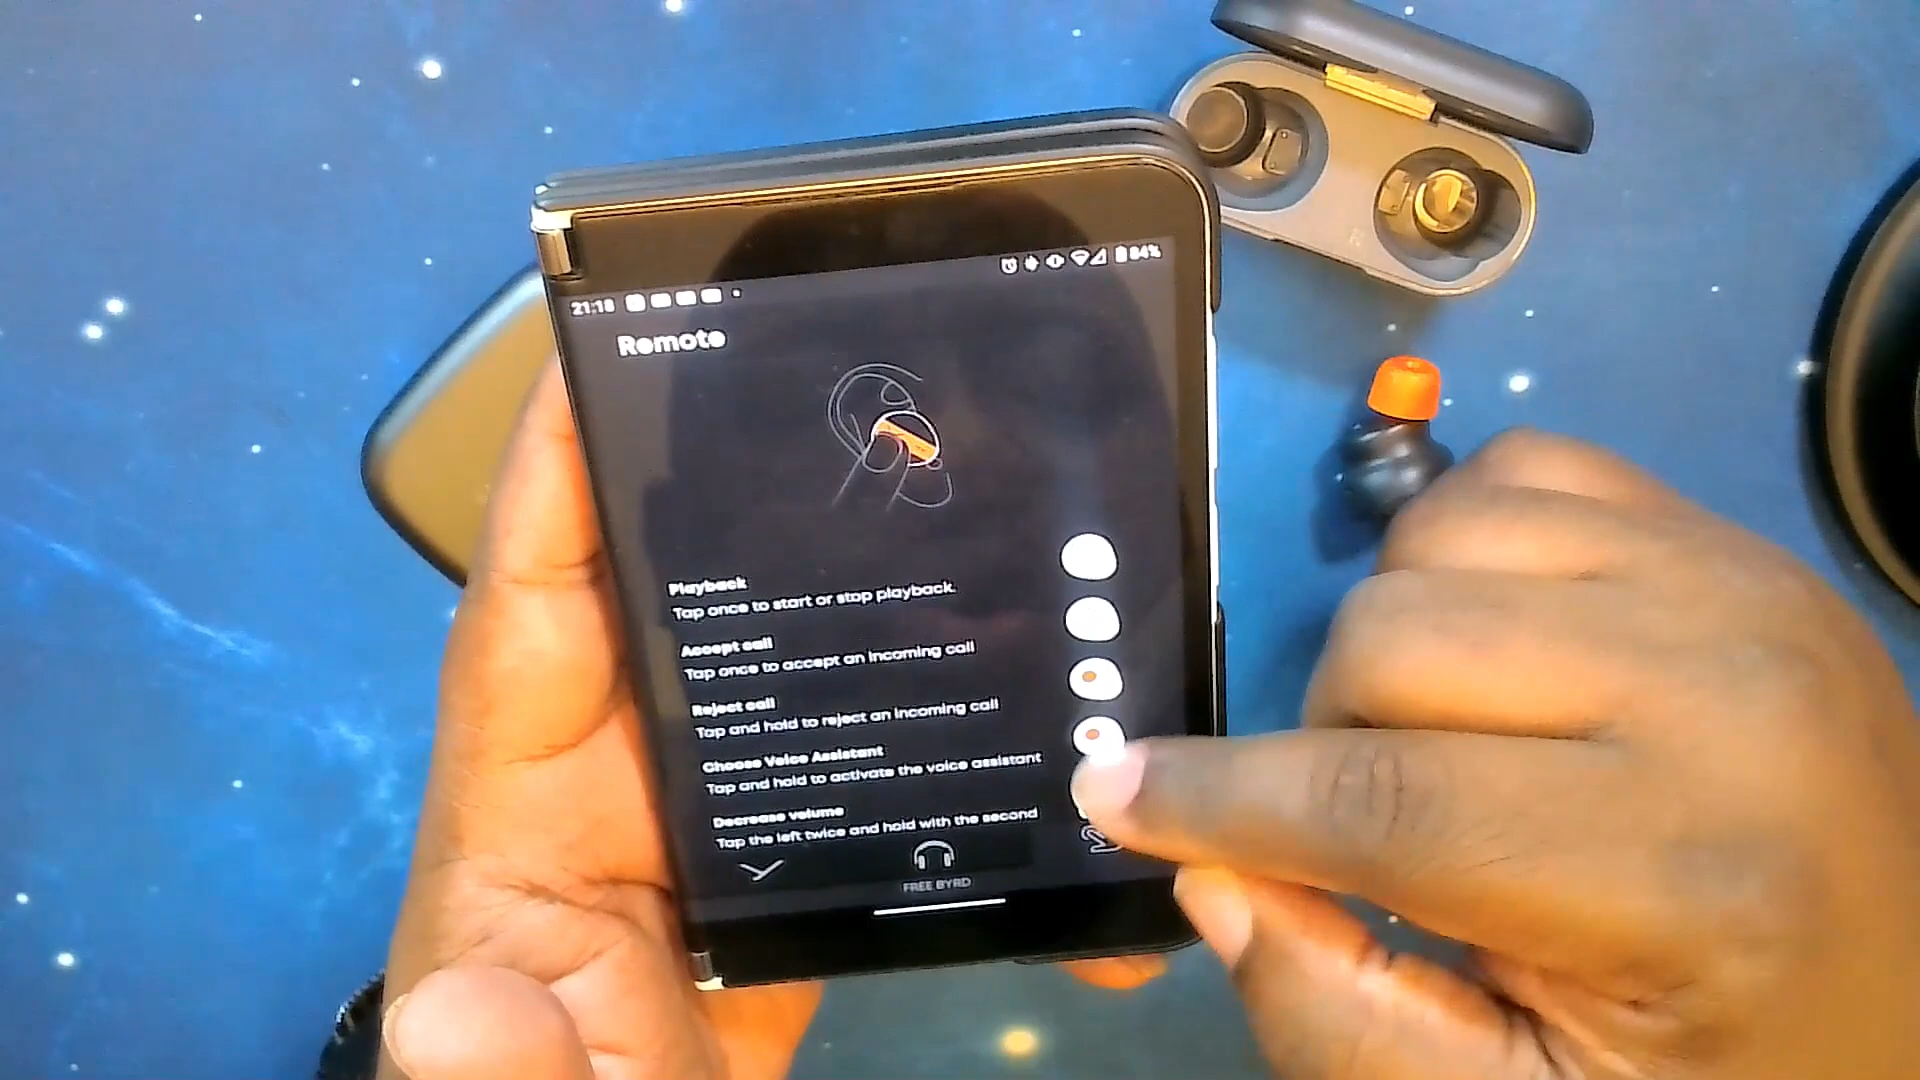 21:18
84%
Remote
Playback
Tap once to start or stop playback.
Accept call
Tap once to accept an incoming call
Reject call
Tap and hold to reject an incoming call
Choose Voice Assistant
Tap and hold to activate the voice assistant
Decrease volume
Tap the left twice and hold with the second
FREE BYRD